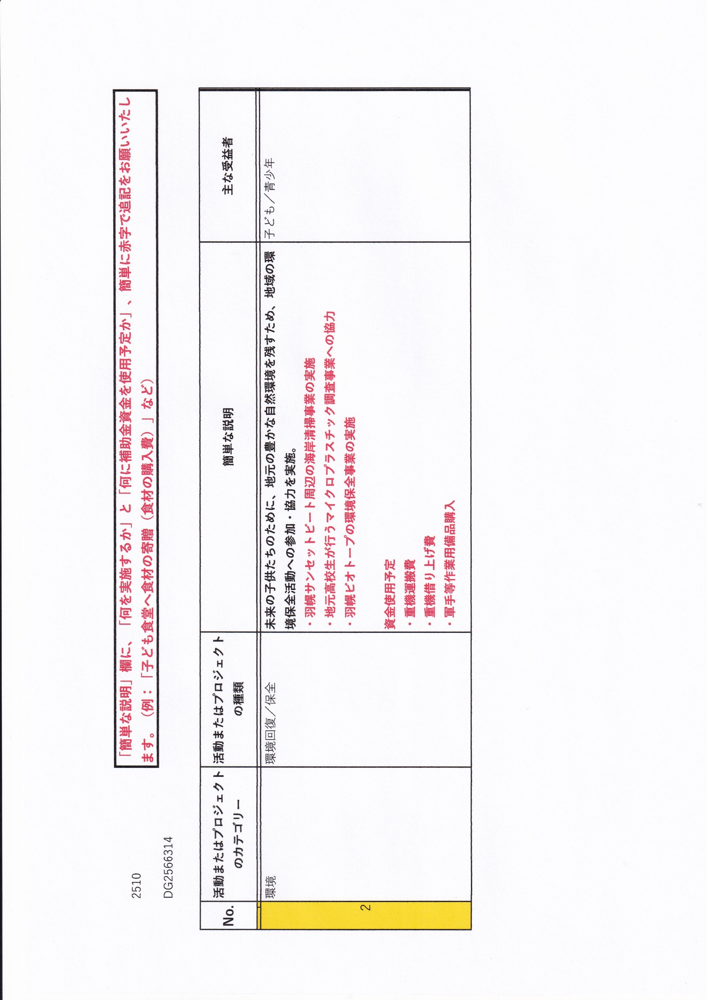 2510
DG2566314
「簡単な説明」欄に、「何を実施するか」と「何に補助金資金を使用予定か」、簡単に赤字で追記をお願いいたし
ます。（例：「子ども食堂へ食材の寄贈（食材の購入費）」など）
No.
活動またはプロジェクト
のカテゴリー
活動またはプロジェクト
の種類
簡単な説明
主な受益者
2
環境
環境回復／保全
未来の子供たちのために、地元の豊かな自然環境を残すため、地域の環
境保全活動への参加・協力を実施。
・羽幌サンセットビート周辺の海岸清掃事業の実施
・地元高校生が行うマイクロプラスチック調査事業への協力
・羽幌ビオトープの環境保全事業の実施
資金使用予定
・重機運搬費
・重機借り上げ費
・軍手等作業用備品購入
子ども／青少年